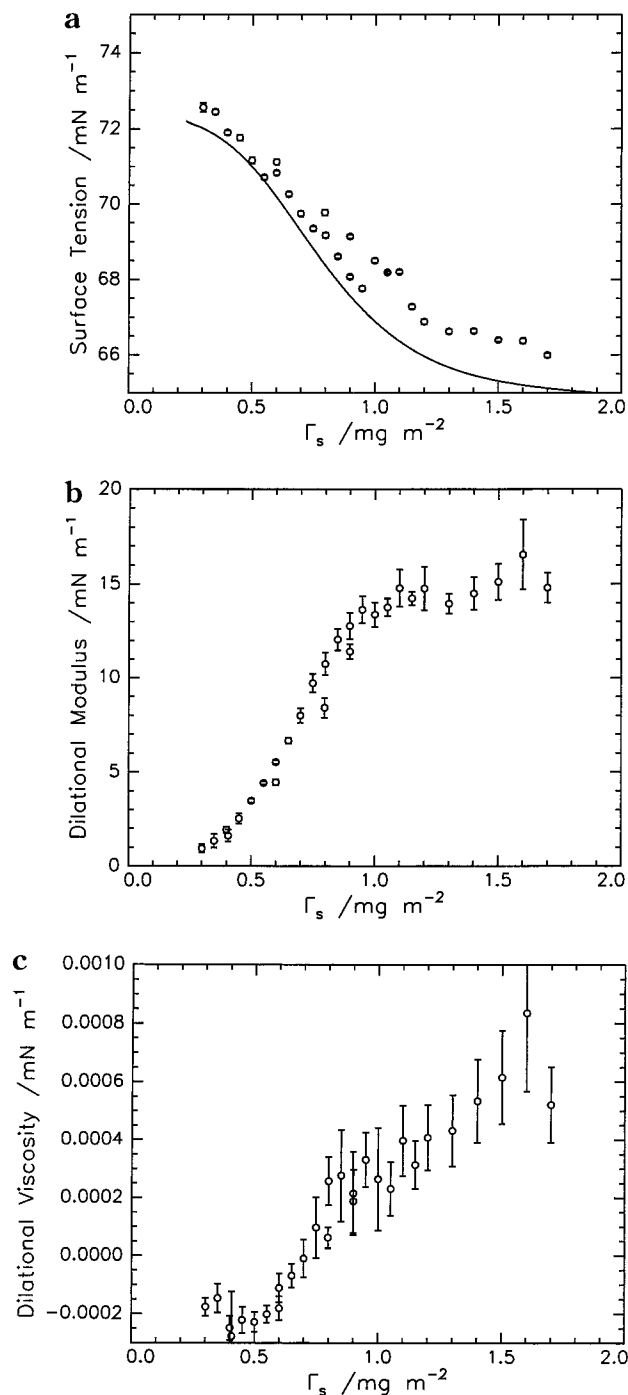 a
74
72
70
68
66
Surface Tension /mN m⁻¹
0.0 0.5 1.0 1.5 2.0
Γₛ /mg m⁻²
b
20
15
10
5
0
Dilational Modulus /mN m⁻¹
0.0 0.5 1.0 1.5 2.0
Γₛ /mg m⁻²
c
0.0010
0.0008
0.0006
0.0004
0.0002
0.0000
−0.0002
Dilational Viscosity /mN m⁻¹
0.0 0.5 1.0 1.5 2.0
Γₛ /mg m⁻²